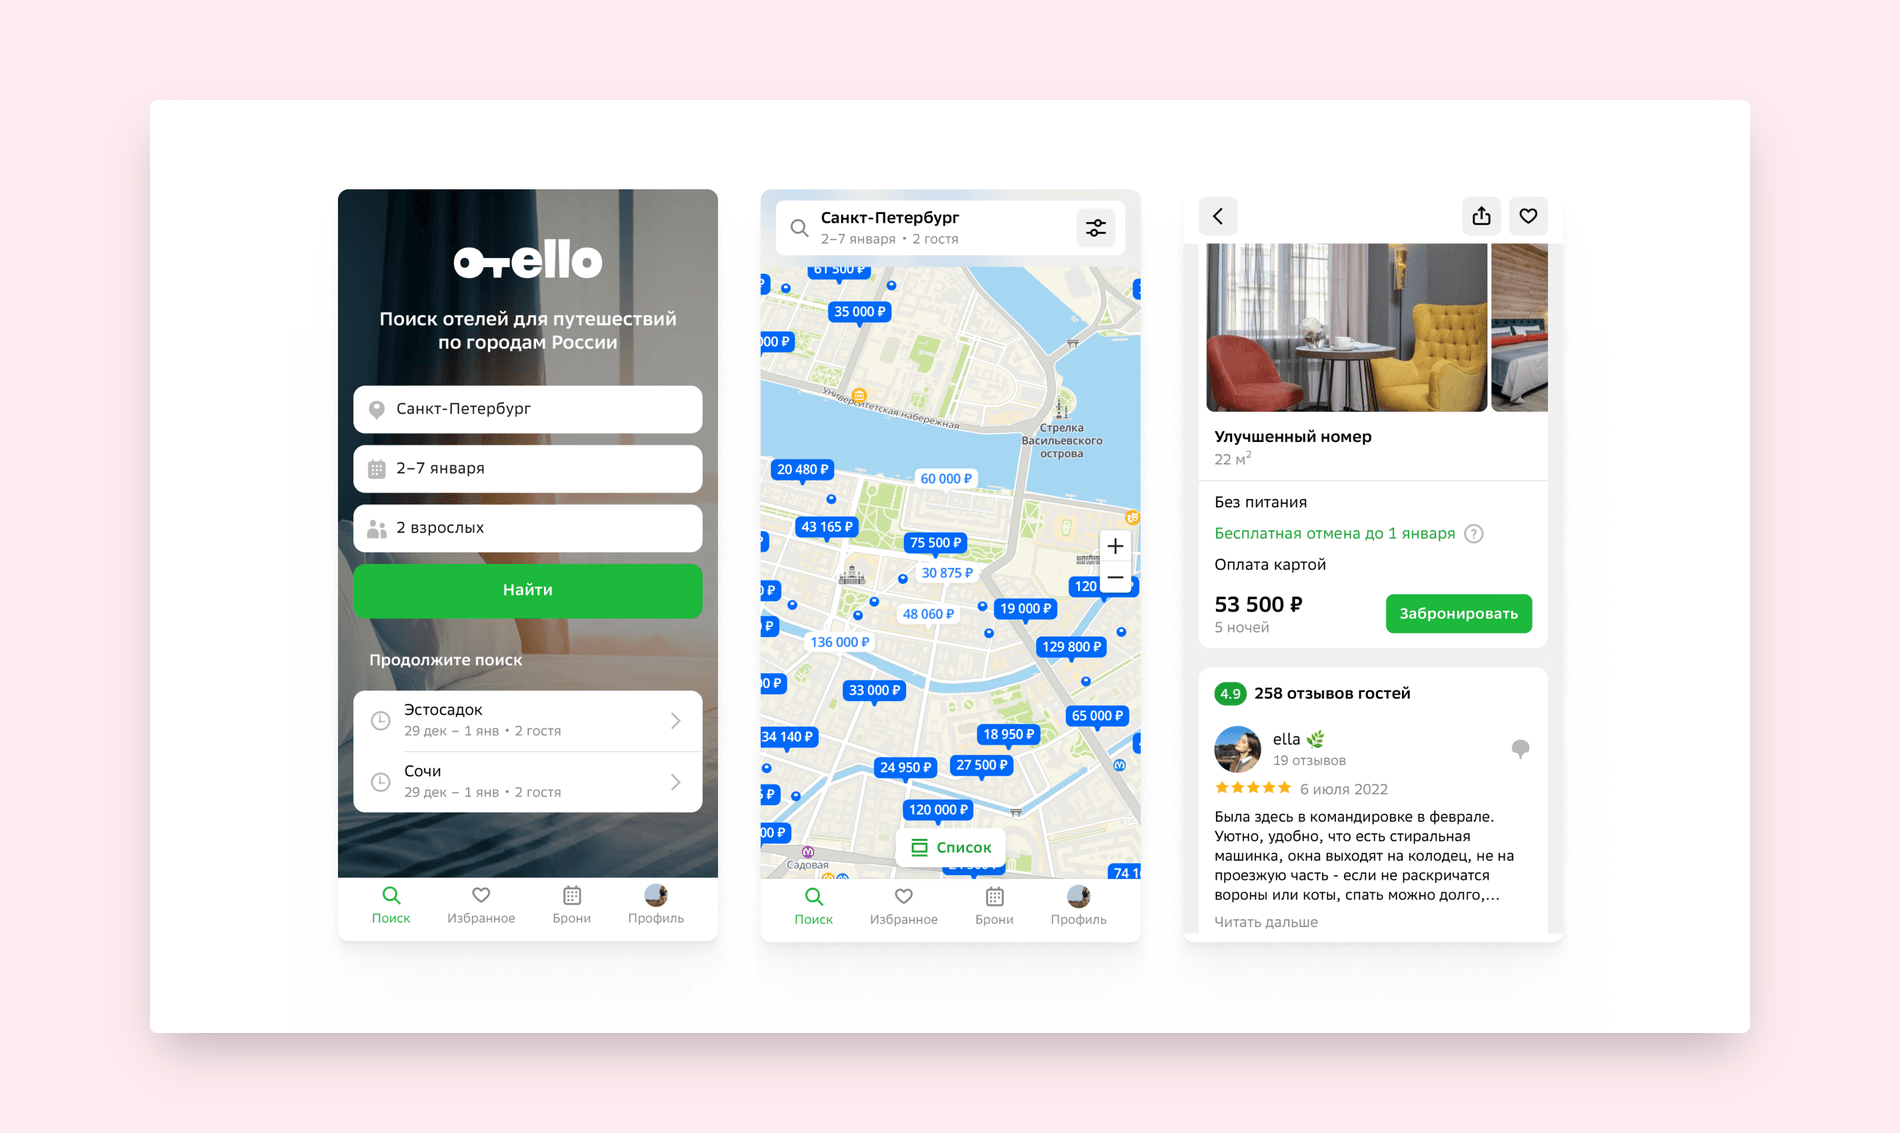 отello
Поиск отелей для путешествий
по городам России
Санкт-Петербург
2–7 января
2 взрослых
Найти
Продолжите поиск
Эстосадок
29 дек – 1 янв • 2 гостя
Сочи
29 дек – 1 янв • 2 гостя
Поиск
Избранное
Брони
Профиль
Санкт-Петербург
2–7 января • 2 гостя
61 500 ₽
35 000 ₽
000 ₽
Университетская набережная
Стрелка
Васильевского
острова
20 480 ₽
60 000 ₽
43 165 ₽
75 500 ₽
30 875 ₽
120
₽
0 ₽
19 000 ₽
48 060 ₽
₽
136 000 ₽
129 800 ₽
00 ₽
33 000 ₽
65 000 ₽
34 140 ₽
18 950 ₽
24 950 ₽
27 500 ₽
5 ₽
120 000 ₽
00 ₽
Список
Садовая
74 1
Поиск
Избранное
Брони
Профиль
Улучшенный номер
22 м²
Без питания
Бесплатная отмена до 1 января ?
Оплата картой
53 500 ₽
5 ночей
Забронировать
4.9 258 отзывов гостей
ella
19 отзывов
6 июля 2022
Была здесь в командировке в феврале.
Уютно, удобно, что есть стиральная
машинка, окна выходят на колодец, не на
проезжую часть - если не раскричатся
вороны или коты, спать можно долго,...
Читать дальше